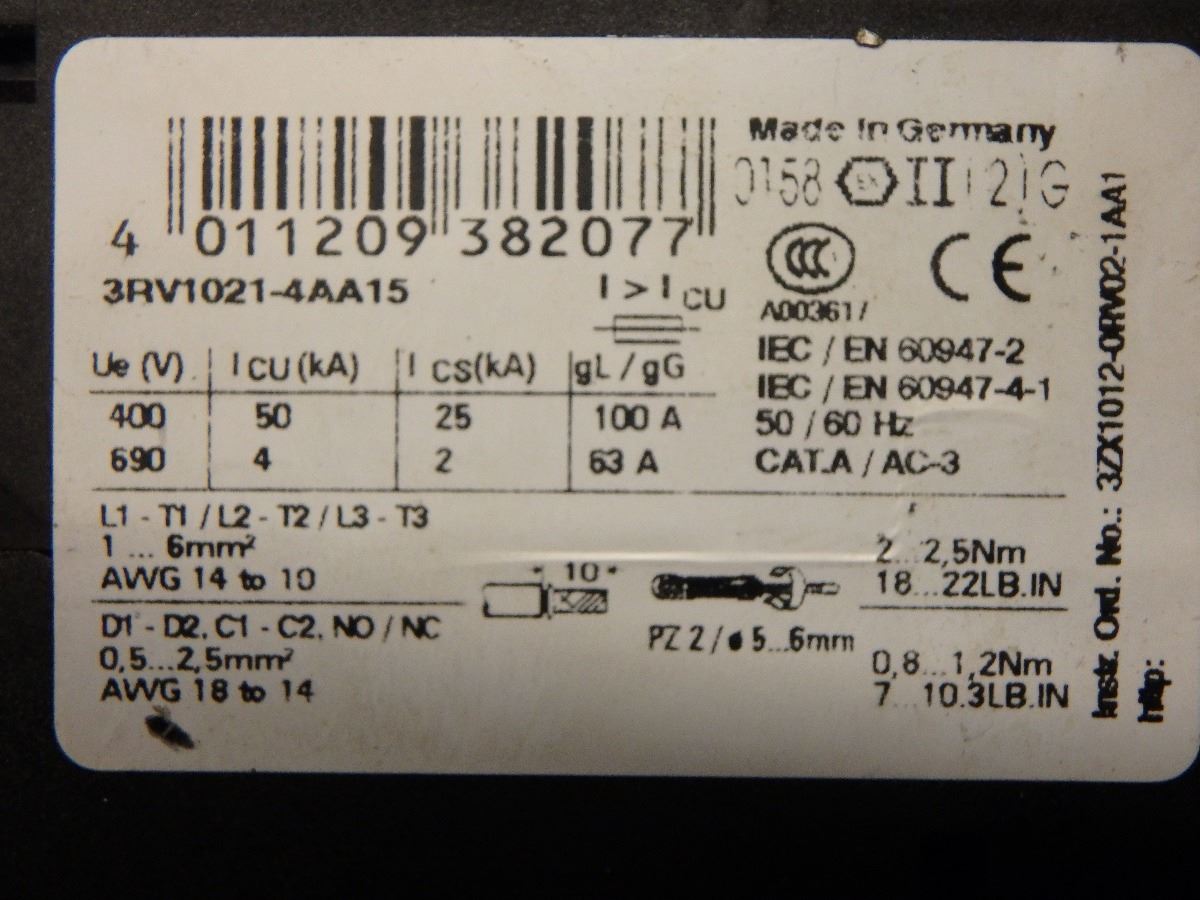 Made in Germany
0158 Ex II (2) G
4 011209 382077
3RV1021-4AA15
I > I CU
CCC
CE
A003617
Ue (V) I CU (kA) I CS (kA) gL / gG
400 50 25 100 A
690 4 2 63 A
IEC / EN 60947-2
IEC / EN 60947-4-1
50 / 60 Hz
CAT.A / AC-3
L1 - T1 / L2 - T2 / L3 - T3
1 ... 6mm²
AWG 14 to 10
10
PZ 2 / ø 5...6mm
2...2,5Nm
18...22LB.IN
D1 - D2, C1 - C2, NO / NC
0,5...2,5mm²
AWG 18 to 14
0,8...1,2Nm
7...10.3LB.IN
Instr. Ord. No.: 3ZX1012-0RV02-1AA1
http: